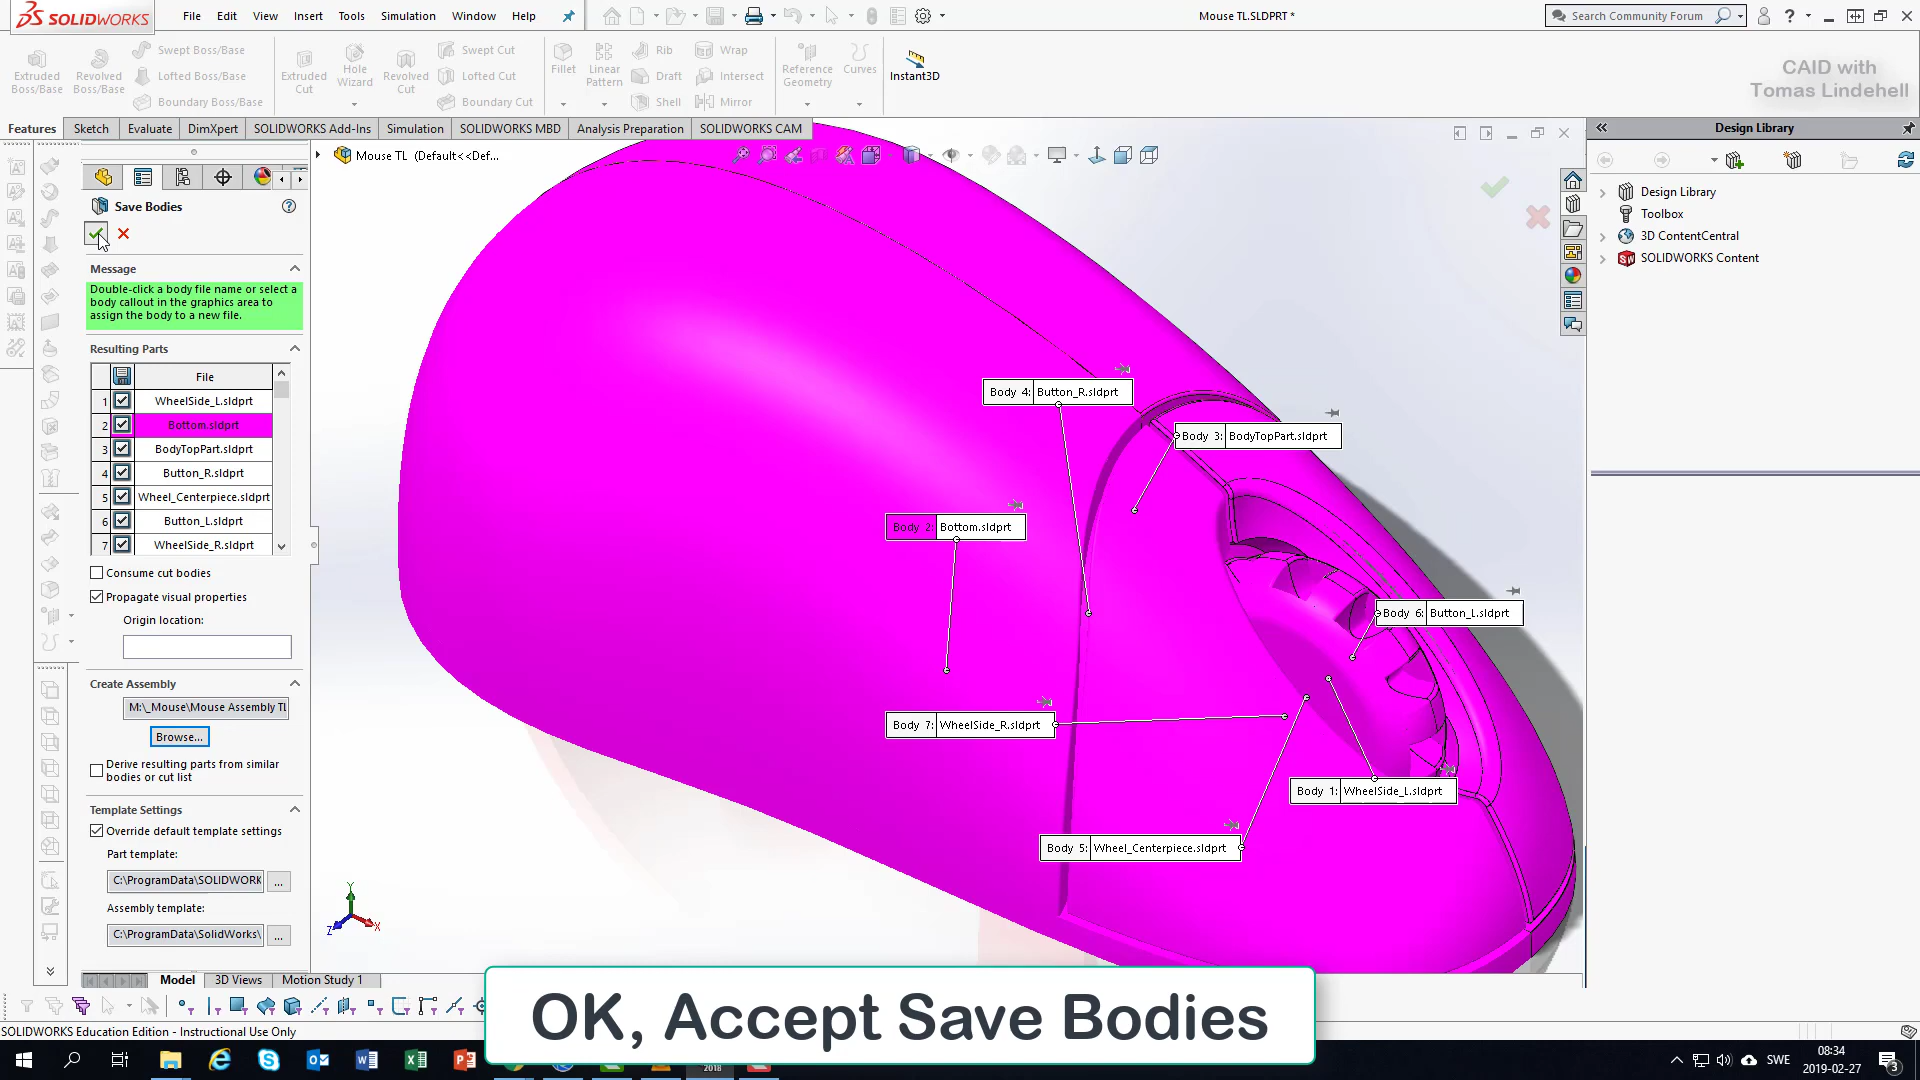 SOLIDWORKS
File Edit View Insert Tools Simulation Window Help
Mouse TL.SLDPRT *
Search Community Forum
Extruded Boss/Base
Revolved Boss/Base
Swept Boss/Base
Lofted Boss/Base
Boundary Boss/Base
Extruded Cut
Hole Wizard
Revolved Cut
Swept Cut
Lofted Cut
Boundary Cut
Fillet
Linear Pattern
Rib
Draft
Shell
Wrap
Intersect
Mirror
Reference Geometry
Curves
Instant3D
CAID with
Tomas Lindehell
Features Sketch Evaluate DimXpert SOLIDWORKS Add-Ins Simulation SOLIDWORKS MBD Analysis Preparation SOLIDWORKS CAM
Mouse TL (Default<<Def...
Save Bodies
Message
Double-click a body file name or select a
body callout in the graphics area to
assign the body to a new file.
Resulting Parts
File
1 WheelSide_L.sldprt
2 Bottom.sldprt
3 BodyTopPart.sldprt
4 Button_R.sldprt
5 Wheel_Centerpiece.sldprt
6 Button_L.sldprt
7 WheelSide_R.sldprt
Consume cut bodies
Propagate visual properties
Origin location:
Create Assembly
M:\_Mouse\Mouse Assembly TL
Browse...
Derive resulting parts from similar
bodies or cut list
Template Settings
Override default template settings
Part template:
C:\ProgramData\SOLIDWORK
...
Assembly template:
C:\ProgramData\SolidWorks\
...
Body 4: Button_R.sldprt
Body 3: BodyTopPart.sldprt
Body 2: Bottom.sldprt
Body 6: Button_L.sldprt
Body 7: WheelSide_R.sldprt
Body 1: WheelSide_L.sldprt
Body 5: Wheel_Centerpiece.sldprt
Y
X
Z
Design Library
Design Library
Toolbox
3D ContentCentral
SOLIDWORKS Content
Model 3D Views Motion Study 1
OK, Accept Save Bodies
SOLIDWORKS Education Edition - Instructional Use Only
2018
SWE
08:34
2019-02-27
3